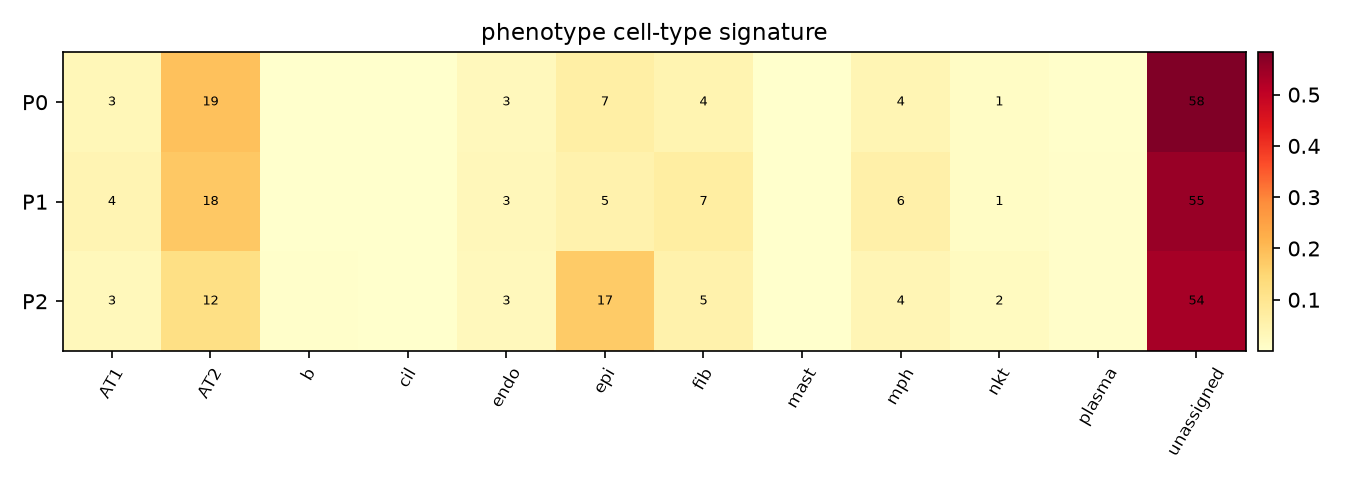 phenotype cell-type signature
P0 3 19 3 7 4 4 1 58
P1 4 18 3 5 7 6 1 55
P2 3 12 3 17 5 4 2 54
AT1 AT2 b cil endo epi fib mast mph nkt plasma unassigned
0.5
0.4
0.3
0.2
0.1